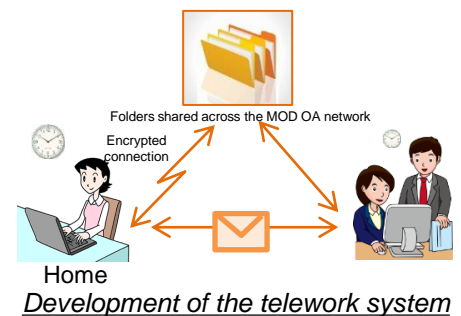 Folders shared across the MOD OA network
Encrypted
connection
Home
Development of the telework system